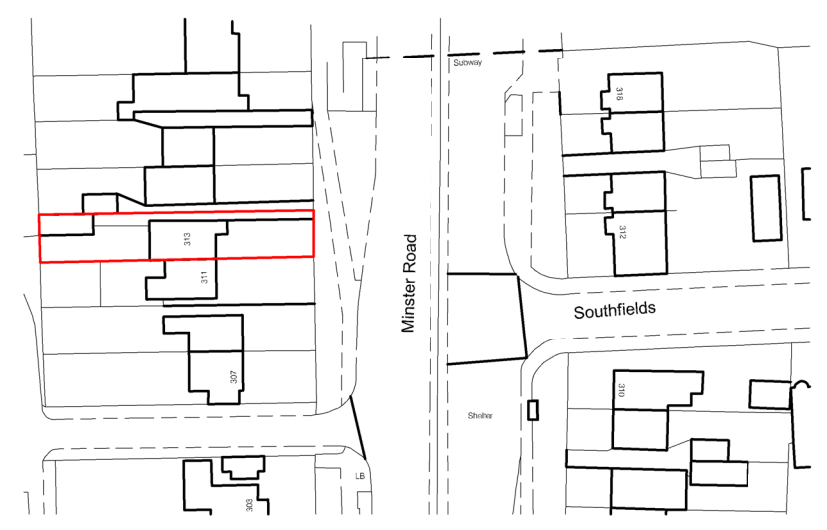 Subway
318
313
312
Minster Road
311
Southfields
307
310
Shelter
LB
303